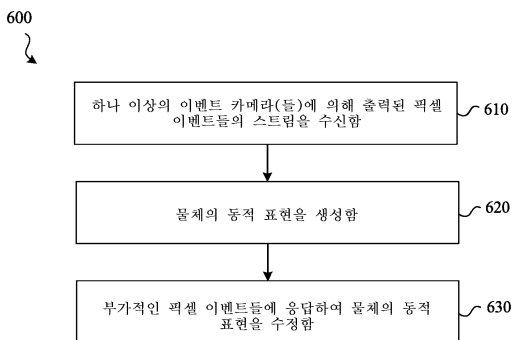 600
하나 이상의 이벤트 카메라(들)에 의해 출력된 픽셀
이벤트들의 스트림을 수신함
610
물체의 동적 표현을 생성함
620
부가적인 픽셀 이벤트들에 응답하여 물체의 동적
표현을 수정함
630